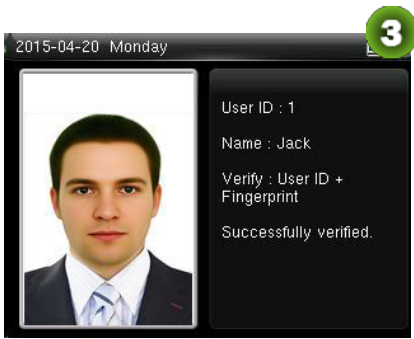 3
2015-04-20 Monday
User ID : 1
Name : Jack
Verify : User ID +
Fingerprint
Successfully verified.